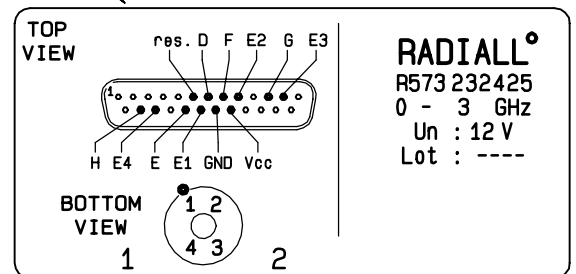 TOP
VIEW
res. D F E2 G E3
1
H E4 E E1 GND Vcc
BOTTOM
VIEW
1 2
4 3
1 2
RADIALL°
R573 232425
0 - 3 GHz
Un : 12 V
Lot : ----